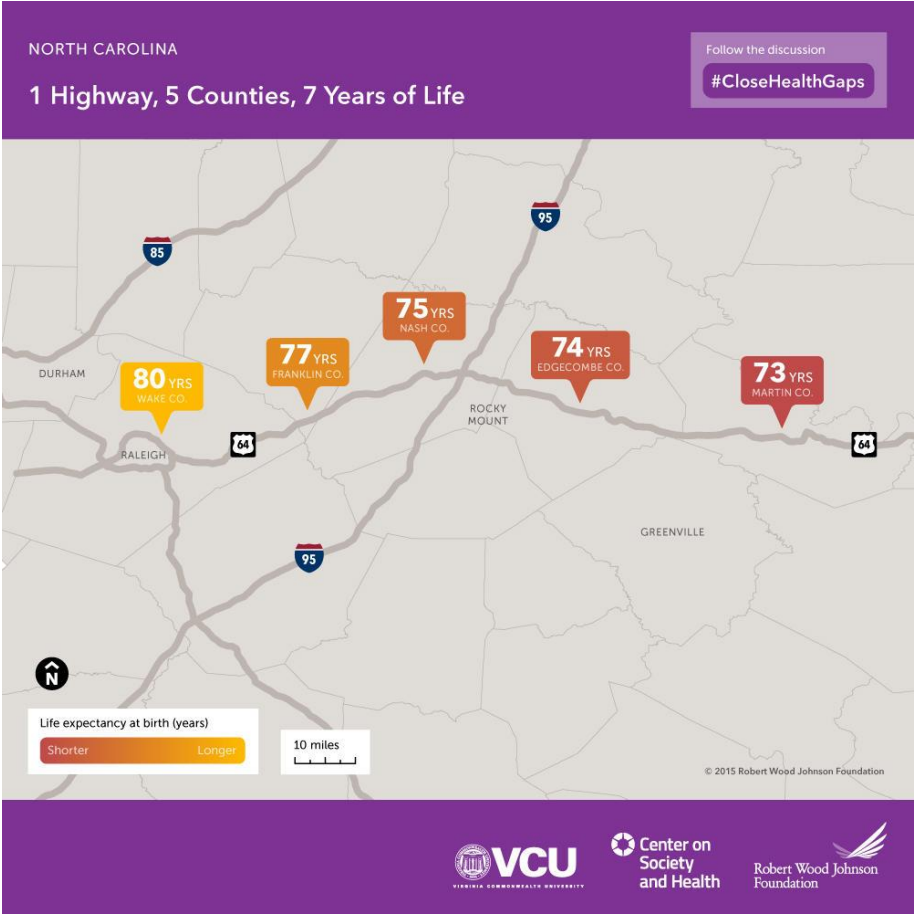 NORTH CAROLINA
1 Highway, 5 Counties, 7 Years of Life
Follow the discussion
#CloseHealthGaps
95
85
75 YRS
NASH CO.
77 YRS
FRANKLIN CO.
74 YRS
EDGECOMBE CO.
80 YRS
WAKE CO.
73 YRS
MARTIN CO.
DURHAM
ROCKY
MOUNT
64
64
RALEIGH
GREENVILLE
95
N
Life expectancy at birth (years)
Shorter
Longer
10 miles
© 2015 Robert Wood Johnson Foundation
VCU
VIRGINIA COMMONWEALTH UNIVERSITY
Center on
Society
and Health
Robert Wood Johnson
Foundation